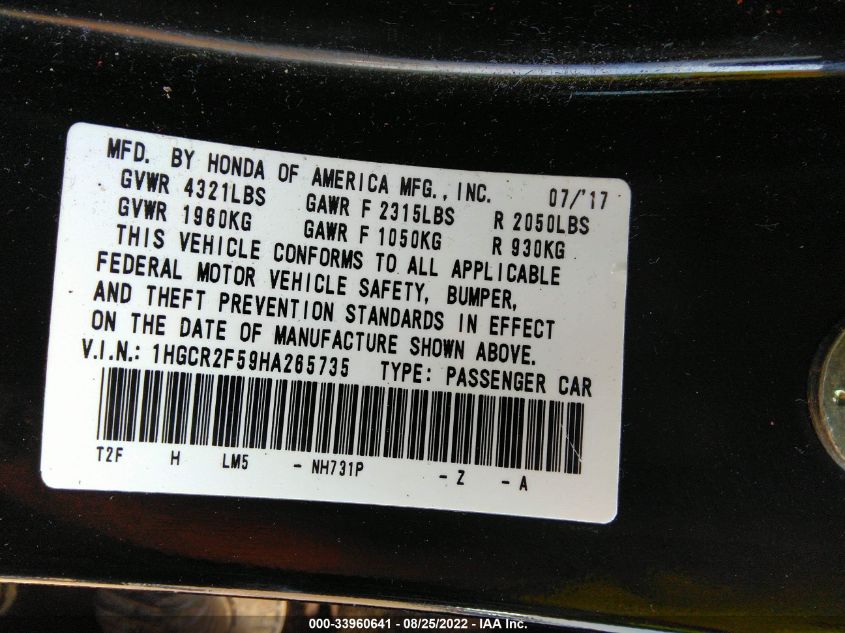 MFD. BY HONDA OF AMERICA MFG., INC. 07/'17
GVWR 4321LBS GAWR F 2315LBS R 2050LBS
GVWR 1960KG GAWR F 1050KG R 930KG
THIS VEHICLE CONFORMS TO ALL APPLICABLE
FEDERAL MOTOR VEHICLE SAFETY, BUMPER,
AND THEFT PREVENTION STANDARDS IN EFFECT
ON THE DATE OF MANUFACTURE SHOWN ABOVE.
V.I.N.: 1HGCR2F59HA265735 TYPE: PASSENGER CAR
T2F H LM5 - NH731P - Z - A
000-33960641 - 08/25/2022 - IAA Inc.